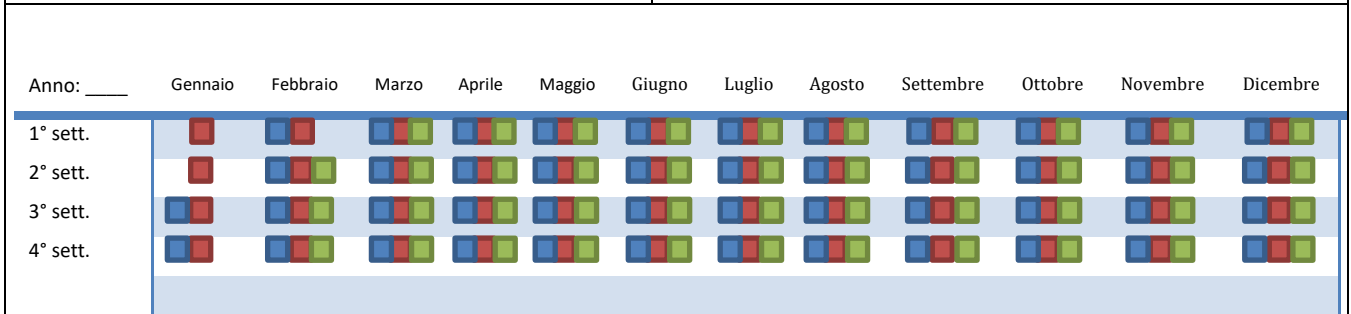 Anno: ____ Gennaio Febbraio Marzo Aprile Maggio Giugno Luglio Agosto Settembre Ottobre Novembre Dicembre
1° sett.
2° sett.
3° sett.
4° sett.